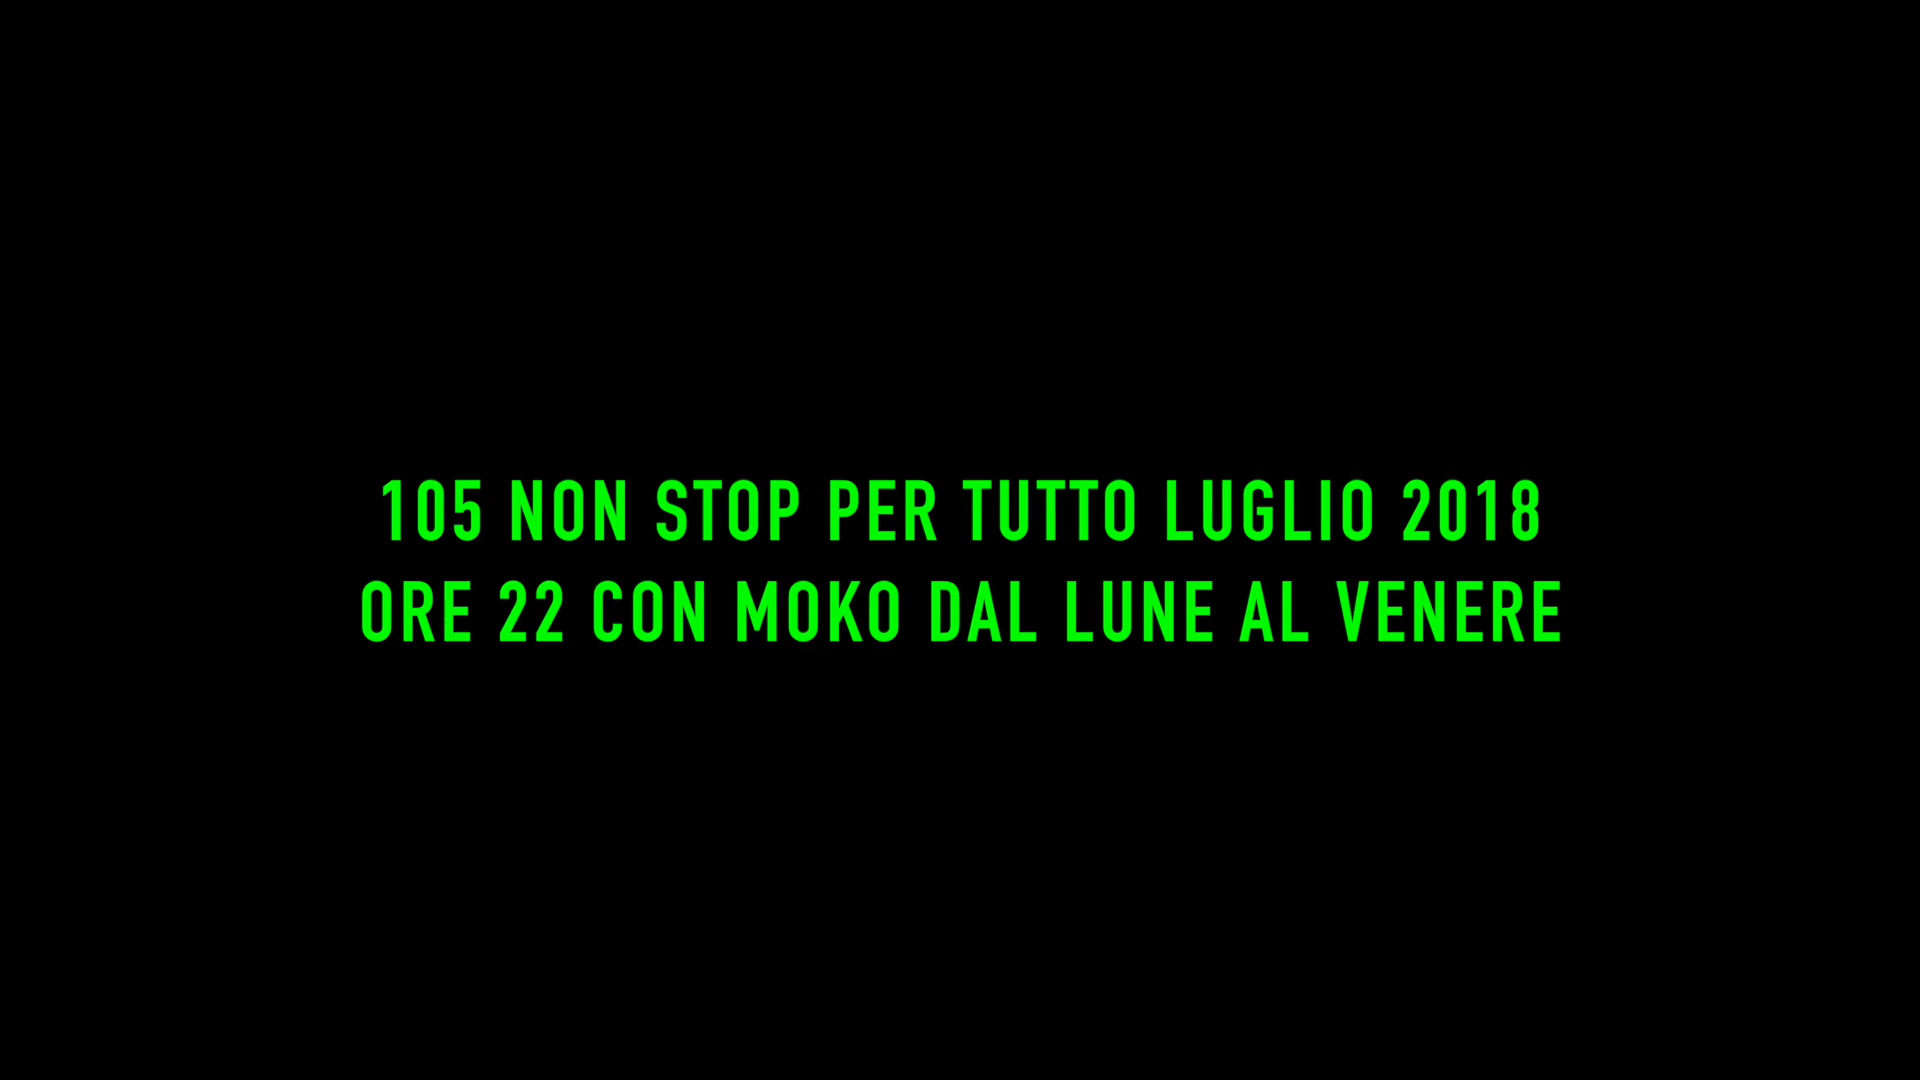 105 NON STOP PER TUTTO LUGLIO 2018
ORE 22 CON MOKO DAL LUNE AL VENERE